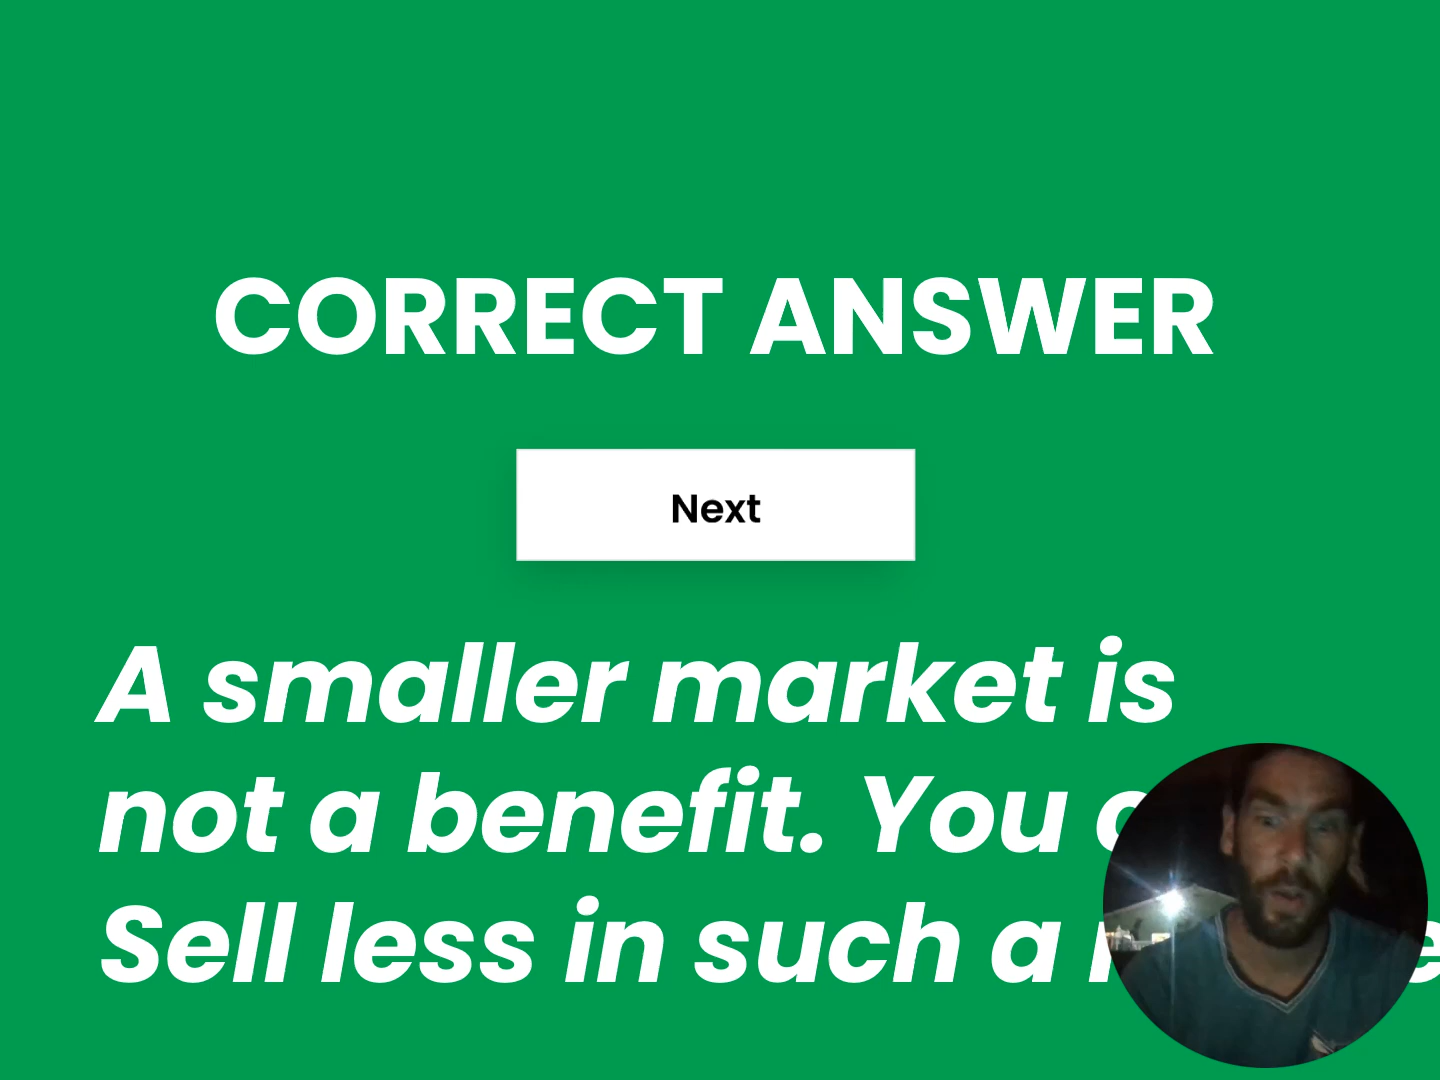 CORRECT ANSWER
Next
A smaller market is
not a benefit. You
Sell less in such a